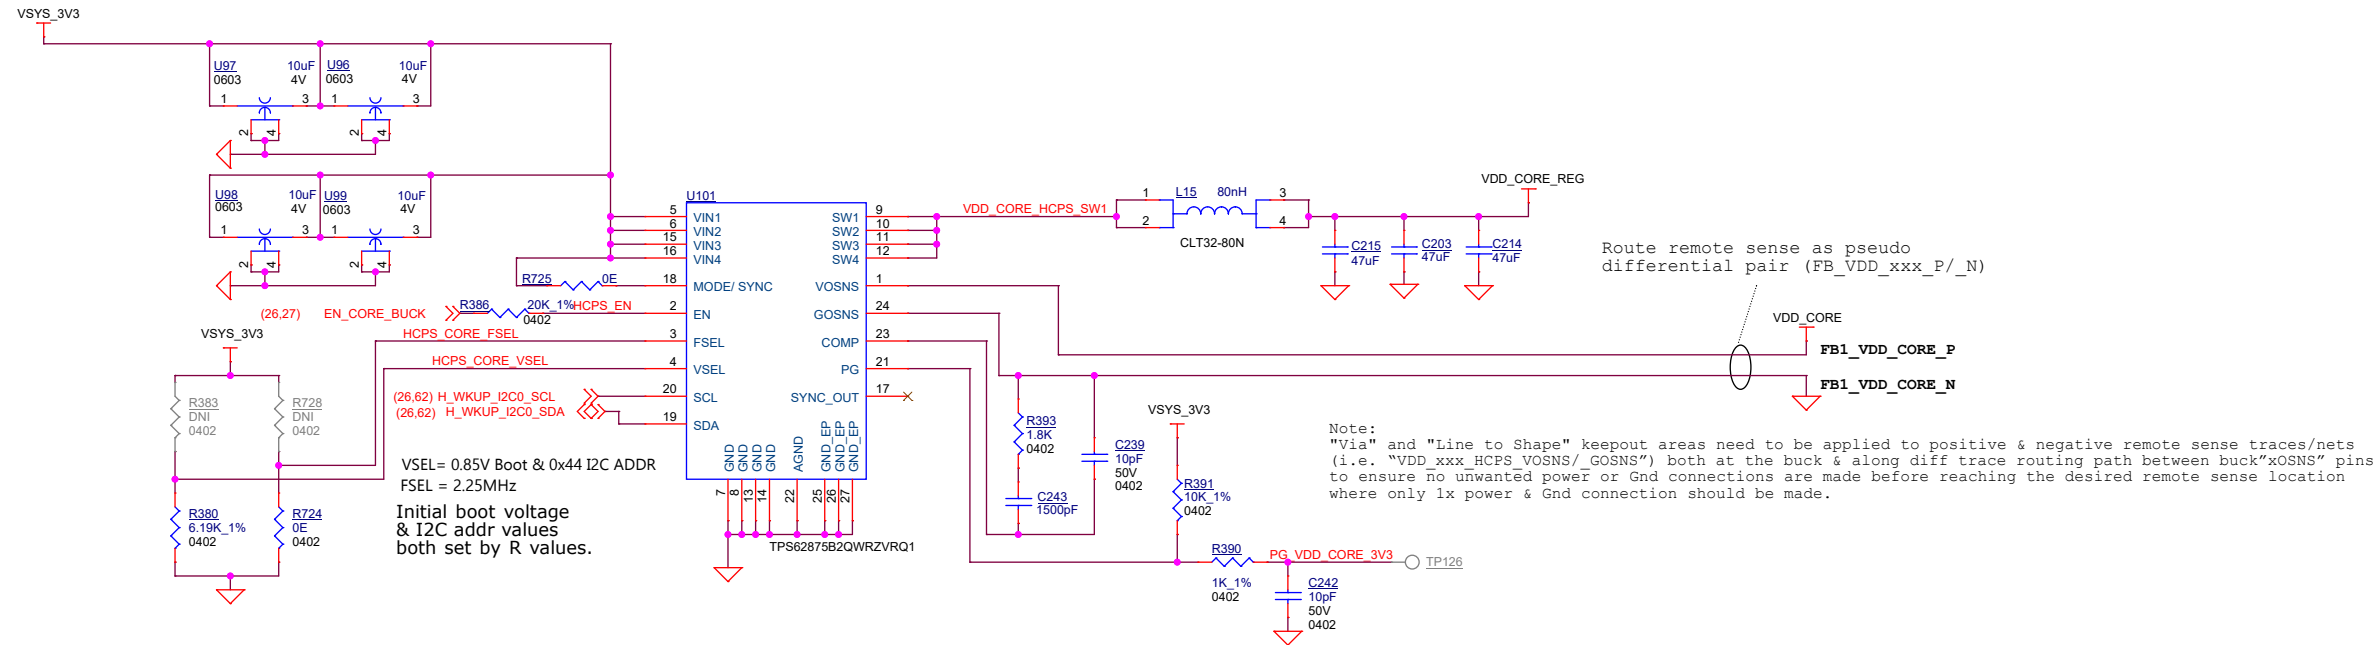 VSYS_3V3
U97 10uF U96 10uF
0603 4V 0603 4V
1 3 1 3
2 4 2 4
U98 10uF U99 10uF
0603 4V 0603 4V
1 3 1 3
2 4 2 4
U101
5 VIN1
6 VIN2
15 VIN3
16 VIN4
R725 0E
18 MODE/ SYNC
(26,27) EN_CORE_BUCK R386 20K_1% HCPS_EN
0402
2 EN
VSYS_3V3
HCPS_CORE_FSEL
3 FSEL
HCPS_CORE_VSEL
4 VSEL
(26,62) H_WKUP_I2C0_SCL
20 SCL
(26,62) H_WKUP_I2C0_SDA
19 SDA
R383
DNI
0402
R728
DNI
0402
VSEL= 0.85V Boot & 0x44 I2C ADDR
FSEL = 2.25MHz
Initial boot voltage
& I2C addr values
both set by R values.
R380
6.19K_1%
0402
R724
0E
0402
SW1 9
SW2 10
SW3 11
SW4 12
VOSNS 1
GOSNS 24
COMP 23
PG 21
SYNC_OUT 17
GND GND GND GND AGND GND_EP GND_EP GND_EP
7 8 13 14 22 25 26 27
TPS62875B2QWRZVRQ1
VDD_CORE_HCPS_SW1
1 L15 80nH 3
2 4
CLT32-80N
VDD_CORE_REG
C215
47uF
C203
47uF
C214
47uF
Route remote sense as pseudo
differential pair (FB_VDD_xxx_P/_N)
VDD_CORE
FB1_VDD_CORE_P
FB1_VDD_CORE_N
R393
1.8K
0402
C243
1500pF
C239
10pF
50V
0402
VSYS_3V3
R391
10K_1%
0402
R390
1K_1%
0402
PG_VDD_CORE_3V3
TP126
C242
10pF
50V
0402
Note:
"Via" and "Line to Shape" keepout areas need to be applied to positive & negative remote sense traces/nets
(i.e. “VDD_xxx_HCPS_VOSNS/_GOSNS”) both at the buck & along diff trace routing path between buck”xOSNS” pins
to ensure no unwanted power or Gnd connections are made before reaching the desired remote sense location
where only 1x power & Gnd connection should be made.